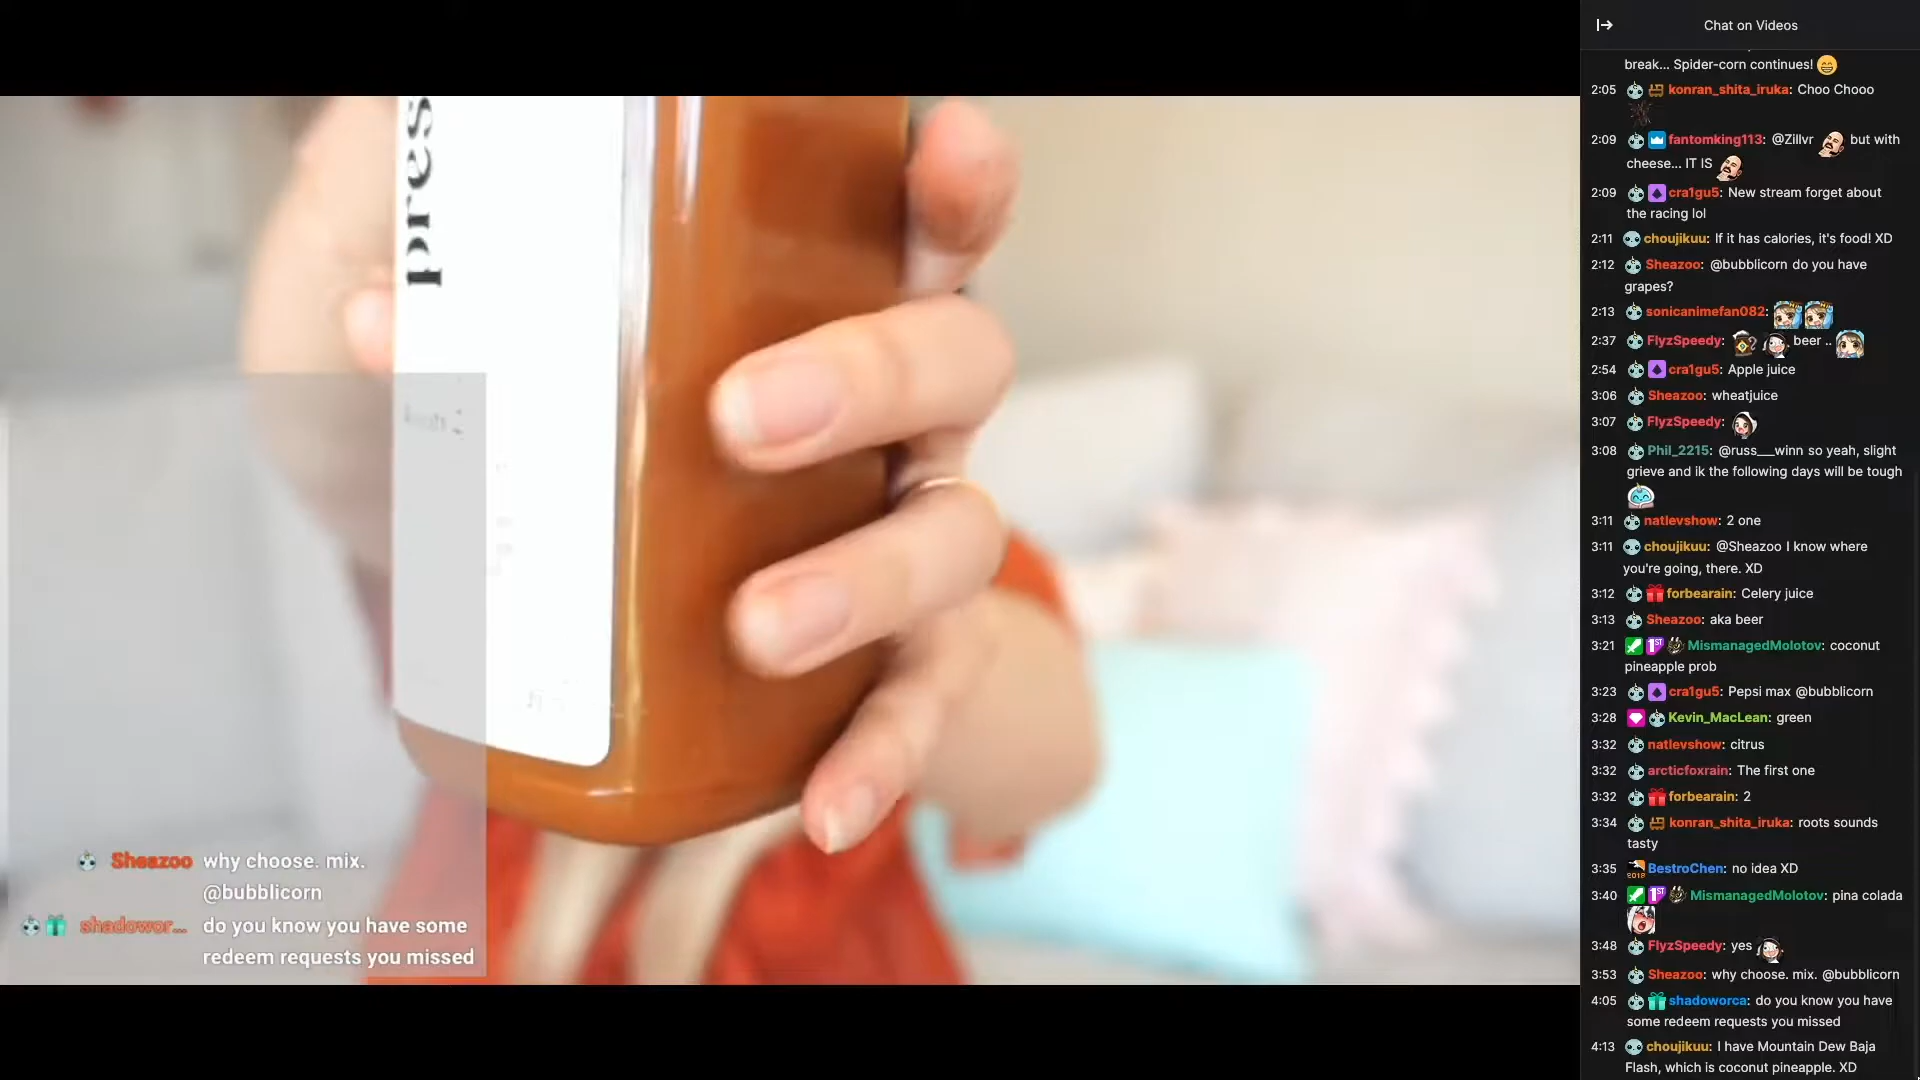 pres
Sheazoo why choose. mix.
@bubblicorn
shadowor... do you know you have some
redeem requests you missed
Chat on Videos
break... Spider-corn continues!
2:05 konran_shita_iruka: Choo Chooo
2:09 fantomking113: @Zillvr but with
cheese... IT IS
2:09 cra1gu5: New stream forget about
the racing lol
2:11 choujikuu: If it has calories, it's food! XD
2:12 Sheazoo: @bubblicorn do you have
grapes?
2:13 sonicanimefan082:
2:37 FlyzSpeedy: beer ..
2:54 cra1gu5: Apple juice
3:06 Sheazoo: wheatjuice
3:07 FlyzSpeedy:
3:08 Phil_2215: @russ___winn so yeah, slight
grieve and ik the following days will be tough
3:11 natlevshow: 2 one
3:11 choujikuu: @Sheazoo I know where
you're going, there. XD
3:12 forbearain: Celery juice
3:13 Sheazoo: aka beer
3:21 1ST MismanagedMolotov: coconut
pineapple prob
3:23 cra1gu5: Pepsi max @bubblicorn
3:28 Kevin_MacLean: green
3:32 natlevshow: citrus
3:32 arcticfoxrain: The first one
3:32 forbearain: 2
3:34 konran_shita_iruka: roots sounds
tasty
3:35 BestroChen: no idea XD
3:40 1ST MismanagedMolotov: pina colada
3:48 FlyzSpeedy: yes
3:53 Sheazoo: why choose. mix. @bubblicorn
4:05 shadoworca: do you know you have
some redeem requests you missed
4:13 choujikuu: I have Mountain Dew Baja
Flash, which is coconut pineapple. XD